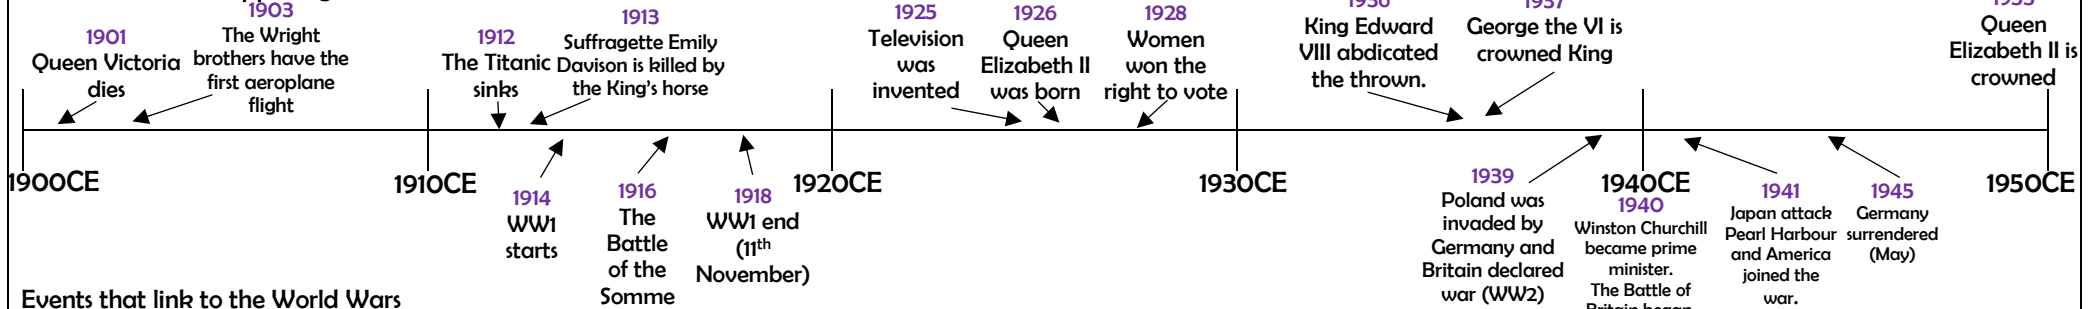 1903
The Wright
brothers have the
first aeroplane
flight
1901
Queen Victoria
dies
1912
The Titanic
sinks
1913
Suffragette Emily
Davison is killed by
the King's horse
1925
Television
was
invented
1926
Queen
Elizabeth II
was born
1928
Women
won the
right to vote
1936
King Edward
VIII abdicated
the thrown.
1937
George the VI is
crowned King
Queen
Elizabeth II is
crowned
1900CE
1910CE
1920CE
1930CE
1940CE
1950CE
1914
WW1
starts
1916
The
Battle
of the
Somme
1918
WW1 end
(11th
November)
1939
Poland was
invaded by
Germany and
Britain declared
war (WW2)
1940
Winston Churchill
became prime
minister.
The Battle of
Britain began
1941
Japan attack
Pearl Harbour
and America
joined the
war.
1945
Germany
surrendered
(May)
Events that link to the World Wars